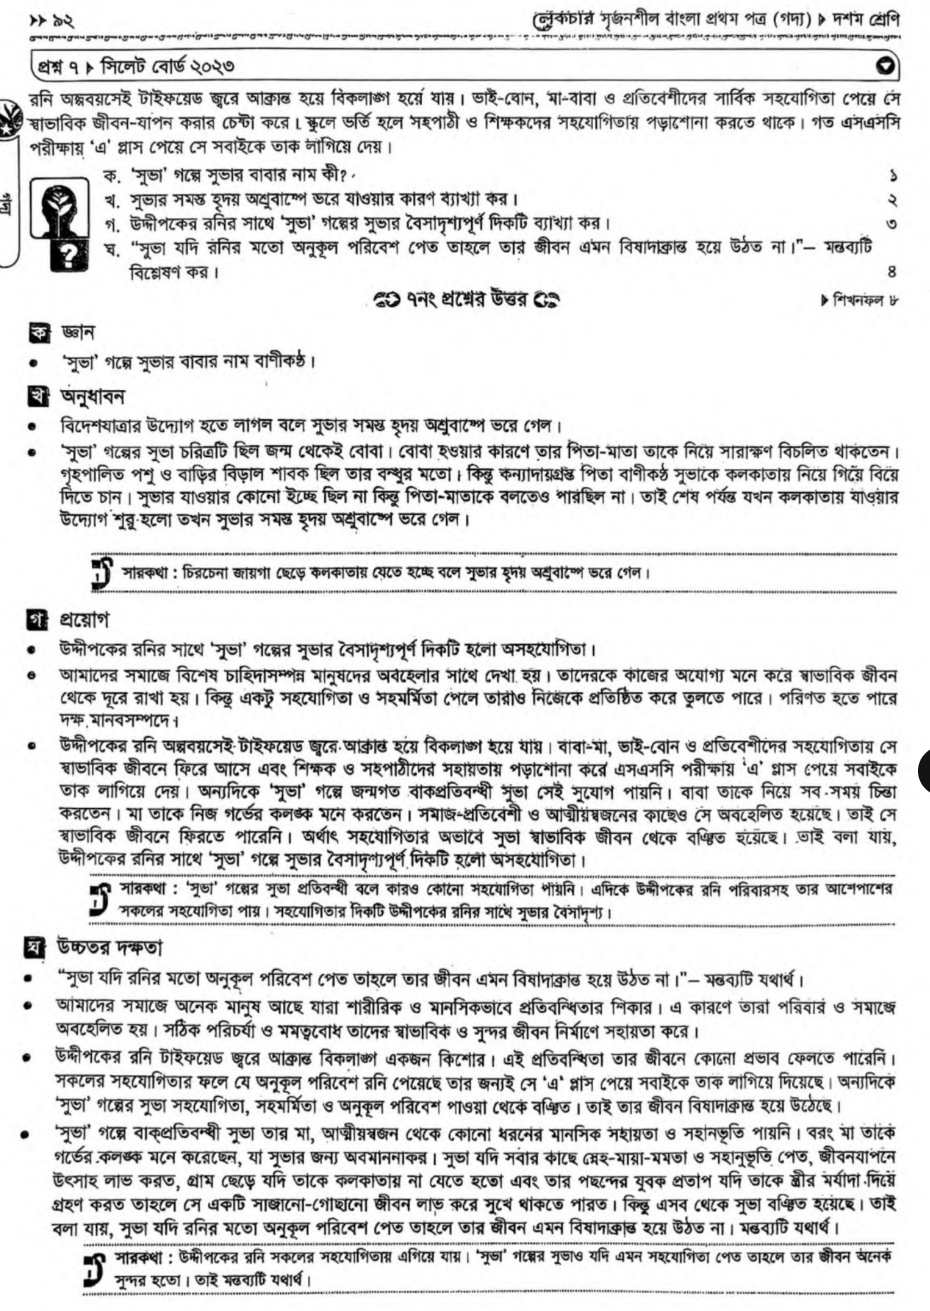 >> ৯২
লেকচার সৃজনশীল বাংলা প্রথম পত্র (গদ্য) ▶ দশম শ্রেণি
প্রশ্ন ৭ ▶ সিলেট বোর্ড ২০২৩
রনি অল্পবয়সেই টাইফয়েড জ্বরে আক্রান্ত হয়ে বিকলাঙ্গ হয়ে যায়। ভাই-বোন, মা-বাবা ও প্রতিবেশীদের সার্বিক সহযোগিতা পেয়ে সে
স্বাভাবিক জীবন-যাপন করার চেষ্টা করে। স্কুলে ভর্তি হলে সহপাঠী ও শিক্ষকদের সহযোগিতায় পড়াশোনা করতে থাকে। গত এসএসসি
পরীক্ষায় ‘এ’ প্লাস পেয়ে সে সবাইকে তাক লাগিয়ে দেয়।
গদ্য
ক. ‘সুভা’ গল্পে সুভার বাবার নাম কী? ১
খ. সুভার সমস্ত হৃদয় অশ্রুবাষ্পে ভরে যাওয়ার কারণ ব্যাখ্যা কর। ২
গ. উদ্দীপকের রনির সাথে ‘সুভা’ গল্পের সুভার বৈসাদৃশ্যপূর্ণ দিকটি ব্যাখ্যা কর। ৩
ঘ. “সুভা যদি রনির মতো অনুকূল পরিবেশ পেত তাহলে তার জীবন এমন বিষাদাক্রান্ত হয়ে উঠত না।”– মন্তব্যটি
বিশ্লেষণ কর। ৪
৭নং প্রশ্নের উত্তর
▶ শিখনফল ৮
ক জ্ঞান
• ‘সুভা’ গল্পে সুভার বাবার নাম বাণীকণ্ঠ।
খ অনুধাবন
• বিদেশযাত্রার উদ্যোগ হতে লাগল বলে সুভার সমস্ত হৃদয় অশ্রুবাষ্পে ভরে গেল।
• ‘সুভা’ গল্পের সুভা চরিত্রটি ছিল জন্ম থেকেই বোবা। বোবা হওয়ার কারণে তার পিতা-মাতা তাকে নিয়ে সারাক্ষণ বিচলিত থাকতেন।
গৃহপালিত পশু ও বাড়ির বিড়াল শাবক ছিল তার বন্ধুর মতো। কিন্তু কন্যাদায়গ্রস্ত পিতা বাণীকণ্ঠ সুভাকে কলকাতায় নিয়ে গিয়ে বিয়ে
দিতে চান। সুভার যাওয়ার কোনো ইচ্ছে ছিল না কিন্তু পিতা-মাতাকে বলতেও পারছিল না। তাই শেষ পর্যন্ত যখন কলকাতায় যাওয়ার
উদ্যোগ শুরু হলো তখন সুভার সমস্ত হৃদয় অশ্রুবাষ্পে ভরে গেল।
সারকথা : চিরচেনা জায়গা ছেড়ে কলকাতায় যেতে হচ্ছে বলে সুভার হৃদয় অশ্রুবাষ্পে ভরে গেল।
গ প্রয়োগ
• উদ্দীপকের রনির সাথে ‘সুভা’ গল্পের সুভার বৈসাদৃশ্যপূর্ণ দিকটি হলো অসহযোগিতা।
• আমাদের সমাজে বিশেষ চাহিদাসম্পন্ন মানুষদের অবহেলার সাথে দেখা হয়। তাদেরকে কাজের অযোগ্য মনে করে স্বাভাবিক জীবন
থেকে দূরে রাখা হয়। কিন্তু একটু সহযোগিতা ও সহমর্মিতা পেলে তারাও নিজেকে প্রতিষ্ঠিত করে তুলতে পারে। পরিণত হতে পারে
দক্ষ মানবসম্পদে।
• উদ্দীপকের রনি অল্পবয়সেই টাইফয়েড জ্বরে আক্রান্ত হয়ে বিকলাঙ্গ হয়ে যায়। বাবা-মা, ভাই-বোন ও প্রতিবেশীদের সহযোগিতায় সে
স্বাভাবিক জীবনে ফিরে আসে এবং শিক্ষক ও সহপাঠীদের সহায়তায় পড়াশোনা করে এসএসসি পরীক্ষায় ‘এ’ প্লাস পেয়ে সবাইকে
তাক লাগিয়ে দেয়। অন্যদিকে ‘সুভা’ গল্পে জন্মগত বাকপ্রতিবন্ধী সুভা সেই সুযোগ পায়নি। বাবা তাকে নিয়ে সব সময় চিন্তা
করতেন। মা তাকে নিজ গর্ভের কলঙ্ক মনে করতেন। সমাজ-প্রতিবেশী ও আত্মীয়স্বজনের কাছেও সে অবহেলিত হয়েছে। তাই সে
স্বাভাবিক জীবনে ফিরতে পারেনি। অর্থাৎ সহযোগিতার অভাবে সুভা স্বাভাবিক জীবন থেকে বঞ্চিত হয়েছে। তাই বলা যায়,
উদ্দীপকের রনির সাথে ‘সুভা’ গল্পে সুভার বৈসাদৃশ্যপূর্ণ দিকটি হলো অসহযোগিতা।
সারকথা : ‘সুভা’ গল্পের সুভা প্রতিবন্ধী বলে কারও কোনো সহযোগিতা পায়নি। এদিকে উদ্দীপকের রনি পরিবারসহ তার আশেপাশের
সকলের সহযোগিতা পায়। সহযোগিতার দিকটি উদ্দীপকের রনির সাথে সুভার বৈসাদৃশ্য।
ঘ উচ্চতর দক্ষতা
• “সুভা যদি রনির মতো অনুকূল পরিবেশ পেত তাহলে তার জীবন এমন বিষাদাক্রান্ত হয়ে উঠত না।”– মন্তব্যটি যথার্থ।
• আমাদের সমাজে অনেক মানুষ আছে যারা শারীরিক ও মানসিকভাবে প্রতিবন্ধিতার শিকার। এ কারণে তারা পরিবার ও সমাজে
অবহেলিত হয়। সঠিক পরিচর্যা ও মমত্ববোধ তাদের স্বাভাবিক ও সুন্দর জীবন নির্মাণে সহায়তা করে।
• উদ্দীপকের রনি টাইফয়েড জ্বরে আক্রান্ত বিকলাঙ্গ একজন কিশোর। এই প্রতিবন্ধিতা তার জীবনে কোনো প্রভাব ফেলতে পারেনি।
সকলের সহযোগিতার ফলে যে অনুকূল পরিবেশ রনি পেয়েছে তার জন্যই সে ‘এ’ প্লাস পেয়ে সবাইকে তাক লাগিয়ে দিয়েছে। অন্যদিকে
‘সুভা’ গল্পের সুভা সহযোগিতা, সহমর্মিতা ও অনুকূল পরিবেশ পাওয়া থেকে বঞ্চিত। তাই তার জীবন বিষাদাক্রান্ত হয়ে উঠেছে।
• ‘সুভা’ গল্পে বাক্‌প্রতিবন্ধী সুভা তার মা, আত্মীয়স্বজন থেকে কোনো ধরনের মানসিক সহায়তা ও সহানভূতি পায়নি। বরং মা তাকে
গর্ভের কলঙ্ক মনে করেছেন, যা সুভার জন্য অবমাননাকর। সুভা যদি সবার কাছে স্নেহ-মায়া-মমতা ও সহানুভূতি পেত, জীবনযাপনে
উৎসাহ লাভ করত, গ্রাম ছেড়ে যদি তাকে কলকাতায় না যেতে হতো এবং তার পছন্দের যুবক প্রতাপ যদি তাকে স্ত্রীর মর্যাদা দিয়ে
গ্রহণ করত তাহলে সে একটি সাজানো-গোছানো জীবন লাভ করে সুখে থাকতে পারত। কিন্তু এসব থেকে সুভা বঞ্চিত হয়েছে। তাই
বলা যায়, সুভা যদি রনির মতো অনুকূল পরিবেশ পেত তাহলে তার জীবন এমন বিষাদাক্রান্ত হয়ে উঠত না। মন্তব্যটি যথার্থ।
সারকথা : উদ্দীপকের রনি সকলের সহযোগিতায় এগিয়ে যায়। ‘সুভা’ গল্পের সুভাও যদি এমন সহযোগিতা পেত তাহলে তার জীবন অনেক
সুন্দর হতো। তাই মন্তব্যটি যথার্থ।